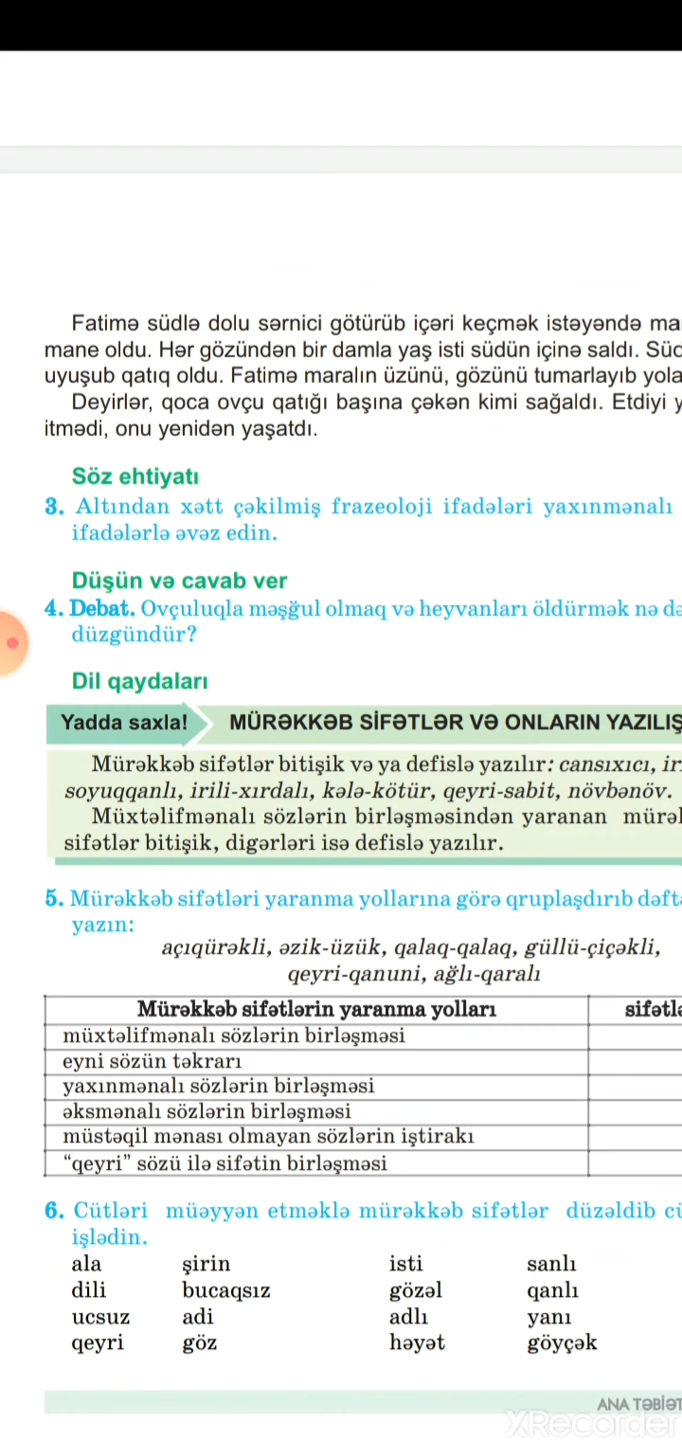 Fatimə südlə dolu sərnici götürüb içəri keçmək istəyəndə
mane oldu. Hər gözündən bir damla yaş isti südün içinə saldı.
uyuşub qatıq oldu. Fatimə maralın üzünü, gözünü tumarlayıb yola
Deyirlər, qoca ovçu qatığı başına çəkən kimi sağaldı. Etdiyi
itmədi, onu yenidən yaşatdı.
Söz ehtiyatı
3. Altından xətt çəkilmiş frazeoloji ifadələri yaxınmənalı
ifadələrlə əvəz edin.
Düşün və cavab ver
4. Debat. Ovçuluqla məşğul olmaq və heyvanları öldürmək nə
düzgündür?
Dil qaydaları
Yadda saxla! MÜRƏKKƏB SİFƏTLƏR VƏ ONLARIN YAZILIŞ
Mürəkkəb sifətlər bitişik və ya defislə yazılır: cansıxıcı,
soyuqqanlı, irili-xırdalı, kələ-kötür, qeyri-sabit, növbənöv.
Müxtəlifmənalı sözlərin birləşməsindən yaranan
sifətlər bitişik, digərləri isə defislə yazılır.
5. Mürəkkəb sifətləri yaranma yollarına görə qruplaşdırıb
yazın:
açıqürəkli, əzik-üzük, qalaq-qalaq, güllü-çiçəkli,
qeyri-qanuni, ağlı-qaralı
Mürəkkəb sifətlərin yaranma yolları sifətlə
müxtəlifmənalı sözlərin birləşməsi
eyni sözün təkrarı
yaxınmənalı sözlərin birləşməsi
əksmənalı sözlərin birləşməsi
müstəqil mənası olmayan sözlərin iştirakı
“qeyri” sözü ilə sifətin birləşməsi
6. Cütləri müəyyən etməklə mürəkkəb sifətlər düzəldib
işlədin.
ala şirin isti sanlı
dili bucaqsız gözəl qanlı
ucsuz adi adlı yanı
qeyri göz həyət göyçək
ANA TƏBİƏT
XRecorder